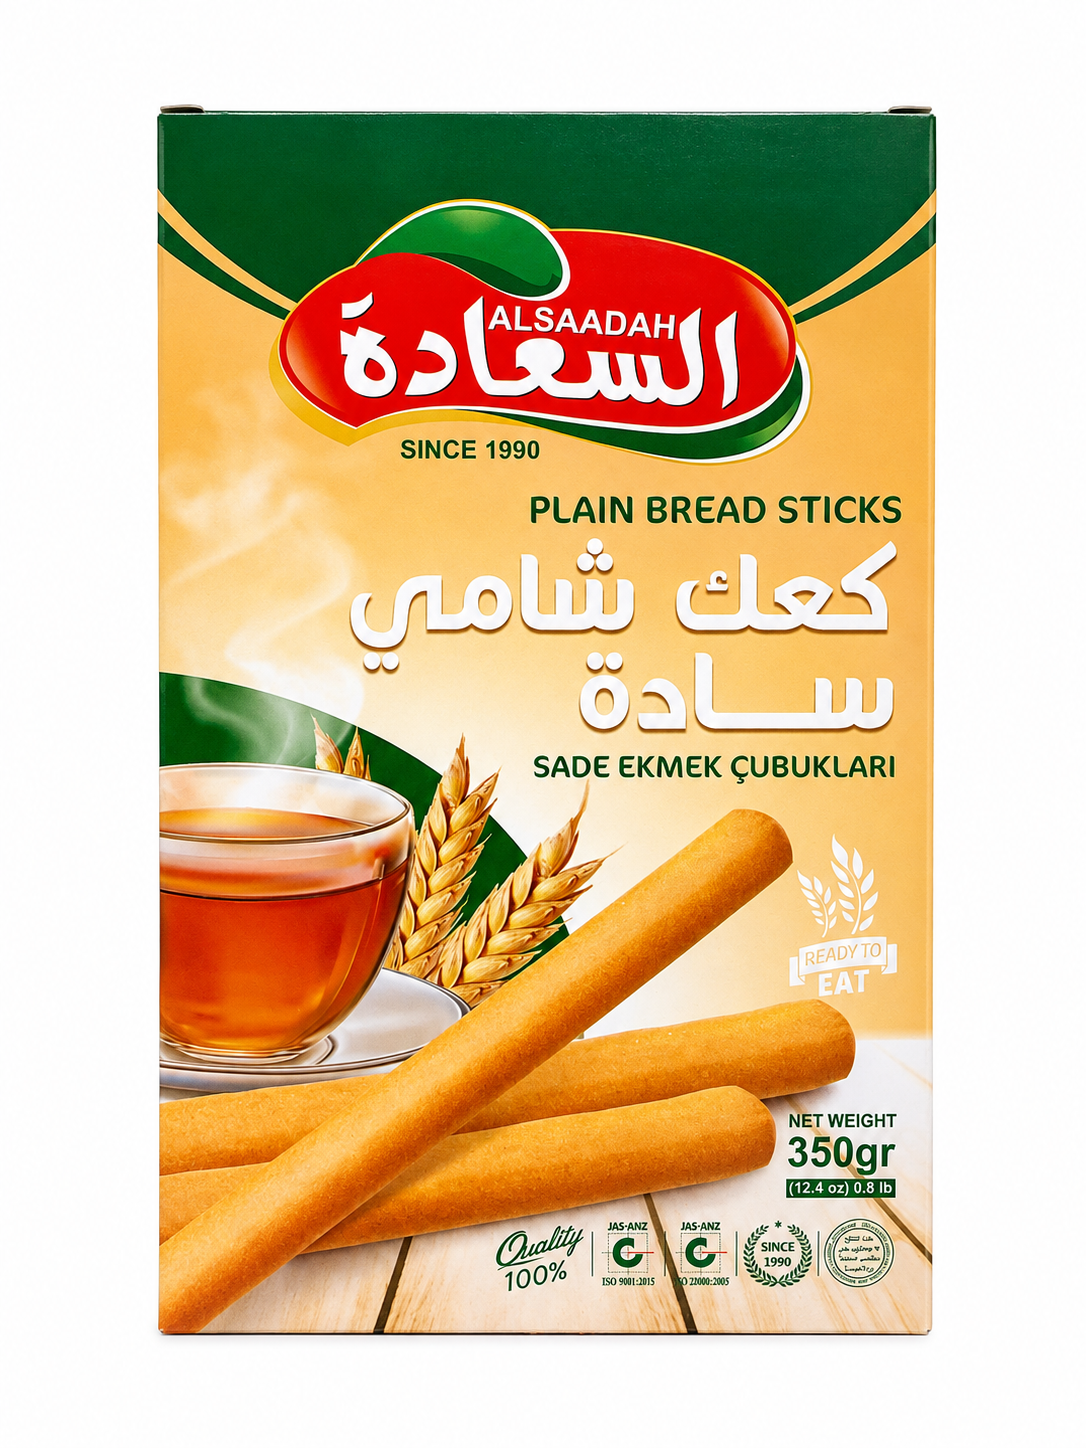 ALSAADAH
السعادة
SINCE 1990
PLAIN BREAD STICKS
كعك شامي
سادة
SADE EKMEK ÇUBUKLARI
READY TO
EAT
NET WEIGHT
350gr
(12.4 oz) 0.8 lb
Quality
100%
JAS-ANZ
ISO 9001:2015
JAS-ANZ
ISO 22000:2005
SINCE
1990